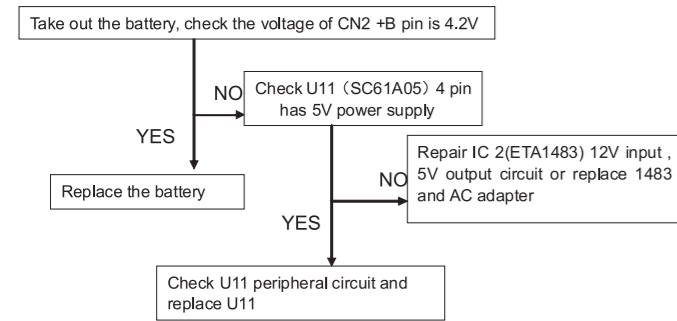 Take out the battery, check the voltage of CN2 +B pin is 4.2V
NO
Check U11（SC61A05）4 pin
has 5V power supply
YES
Replace the battery
Repair IC 2(ETA1483) 12V input ,
5V output circuit or replace 1483
and AC adapter
NO
YES
Check U11 peripheral circuit and
replace U11